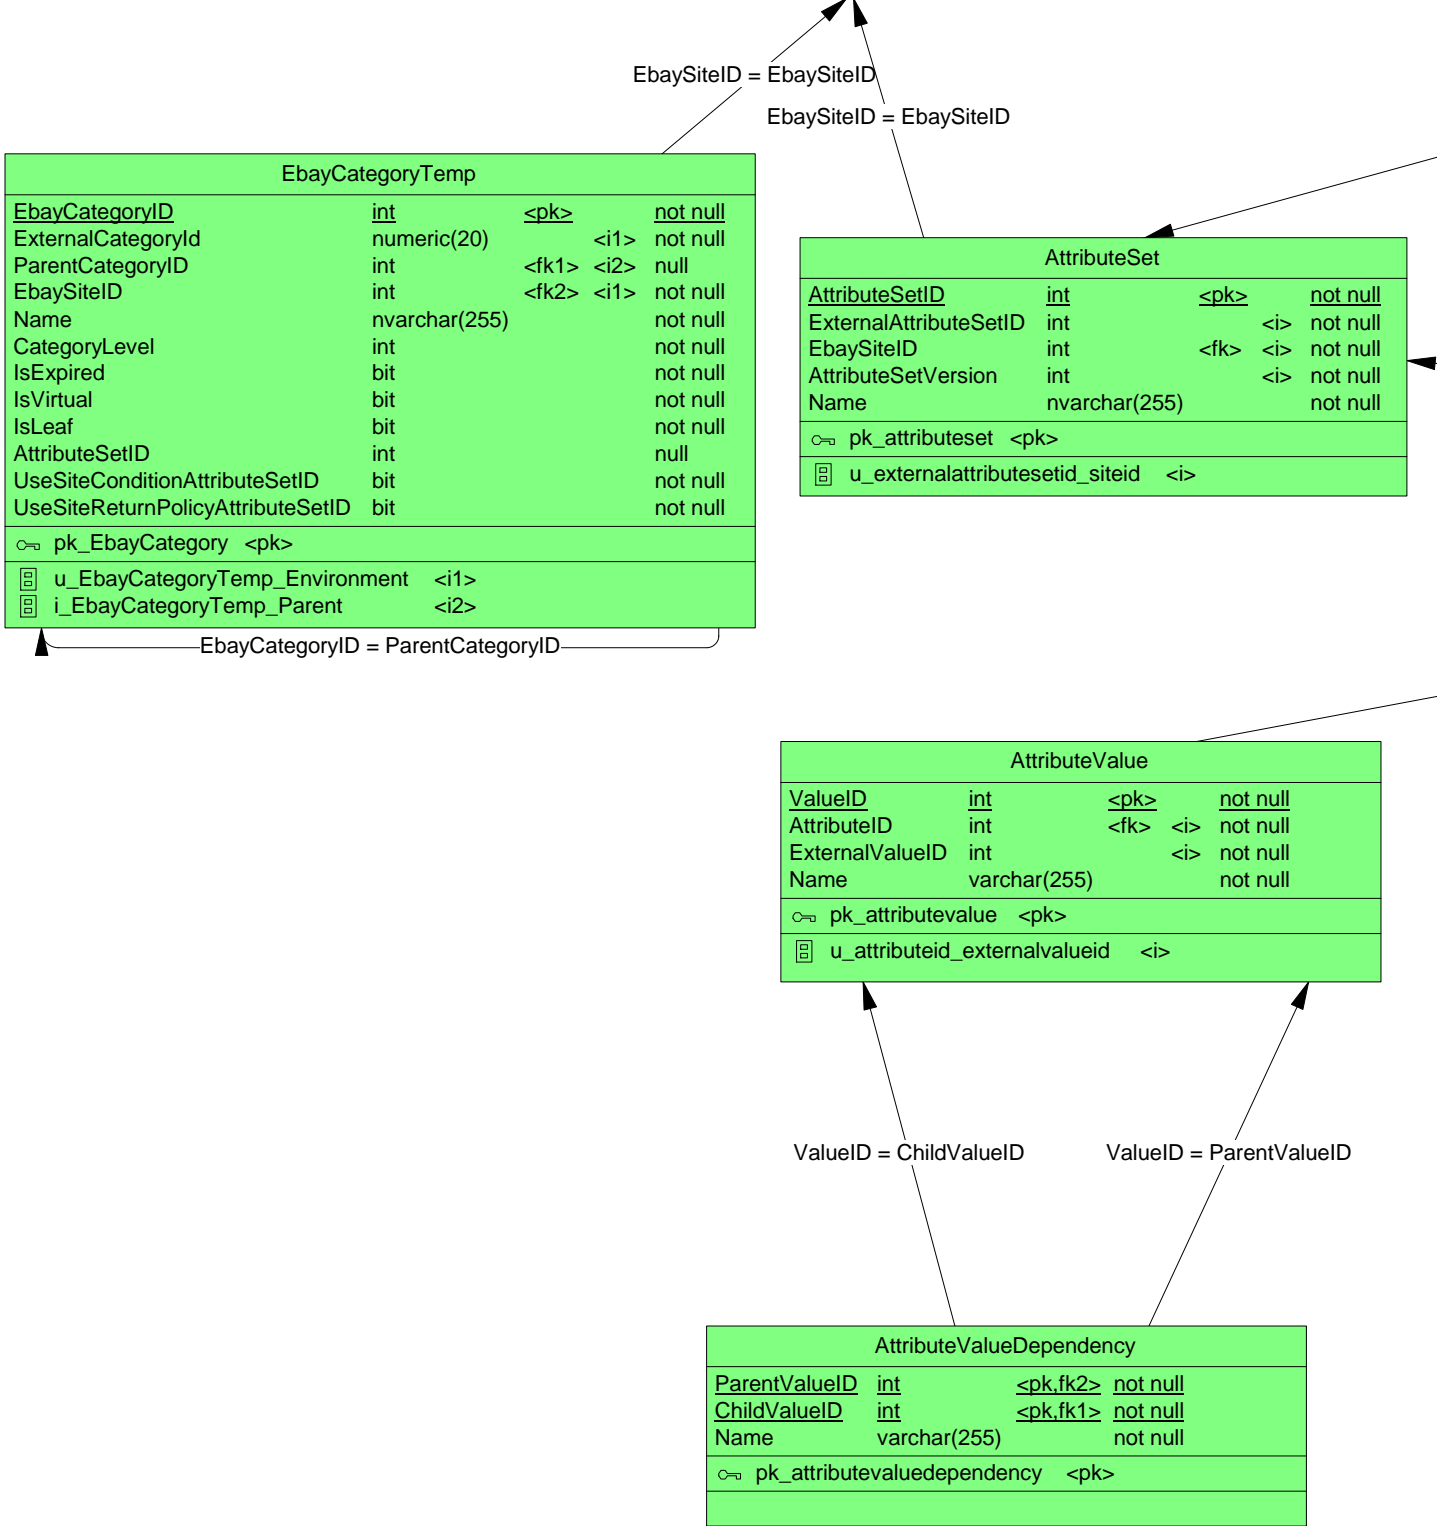 EbaySiteID = EbaySiteID
EbaySiteID = EbaySiteID
EbayCategoryTemp
EbayCategoryID int <pk> not null
ExternalCategoryId numeric(20) <i1> not null
ParentCategoryID int <fk1> <i2> null
EbaySiteID int <fk2> <i1> not null
Name nvarchar(255) not null
CategoryLevel int not null
IsExpired bit not null
IsVirtual bit not null
IsLeaf bit not null
AttributeSetID int null
UseSiteConditionAttributeSetID bit not null
UseSiteReturnPolicyAttributeSetID bit not null
pk_EbayCategory <pk>
u_EbayCategoryTemp_Environment <i1>
i_EbayCategoryTemp_Parent <i2>
EbayCategoryID = ParentCategoryID
AttributeSet
AttributeSetID int <pk> not null
ExternalAttributeSetID int <i> not null
EbaySiteID int <fk> <i> not null
AttributeSetVersion int <i> not null
Name nvarchar(255) not null
pk_attributeset <pk>
u_externalattributesetid_siteid <i>
AttributeValue
ValueID int <pk> not null
AttributeID int <fk> <i> not null
ExternalValueID int <i> not null
Name varchar(255) not null
pk_attributevalue <pk>
u_attributeid_externalvalueid <i>
ValueID = ChildValueID
ValueID = ParentValueID
AttributeValueDependency
ParentValueID int <pk,fk2> not null
ChildValueID int <pk,fk1> not null
Name varchar(255) not null
pk_attributevaluedependency <pk>